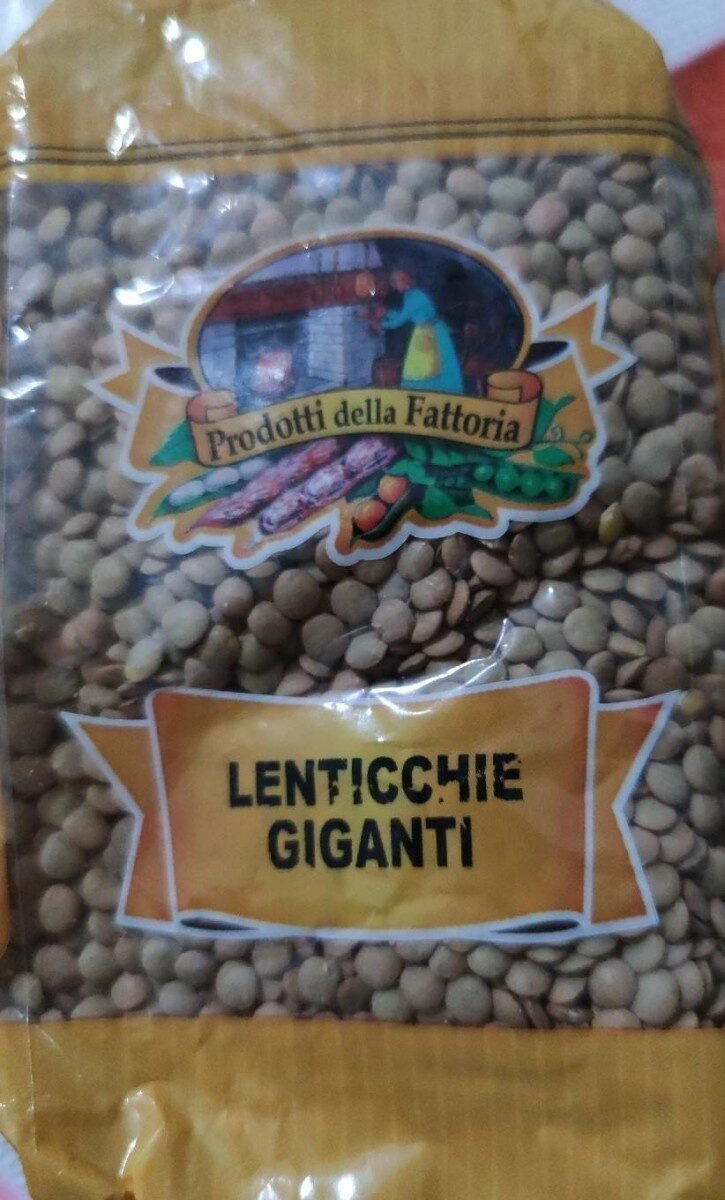 Prodotti della Fattoria
LENTICCHIE
GIGANTI